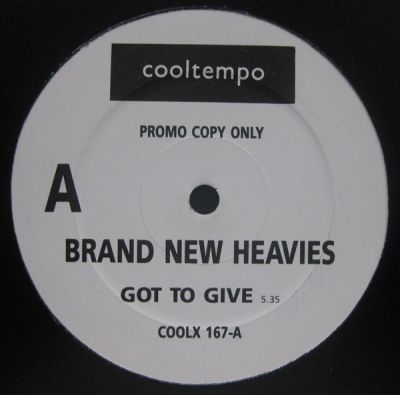 cooltempo
PROMO COPY ONLY
A
BRAND NEW HEAVIES
GOT TO GIVE 5.35
COOLX 167-A